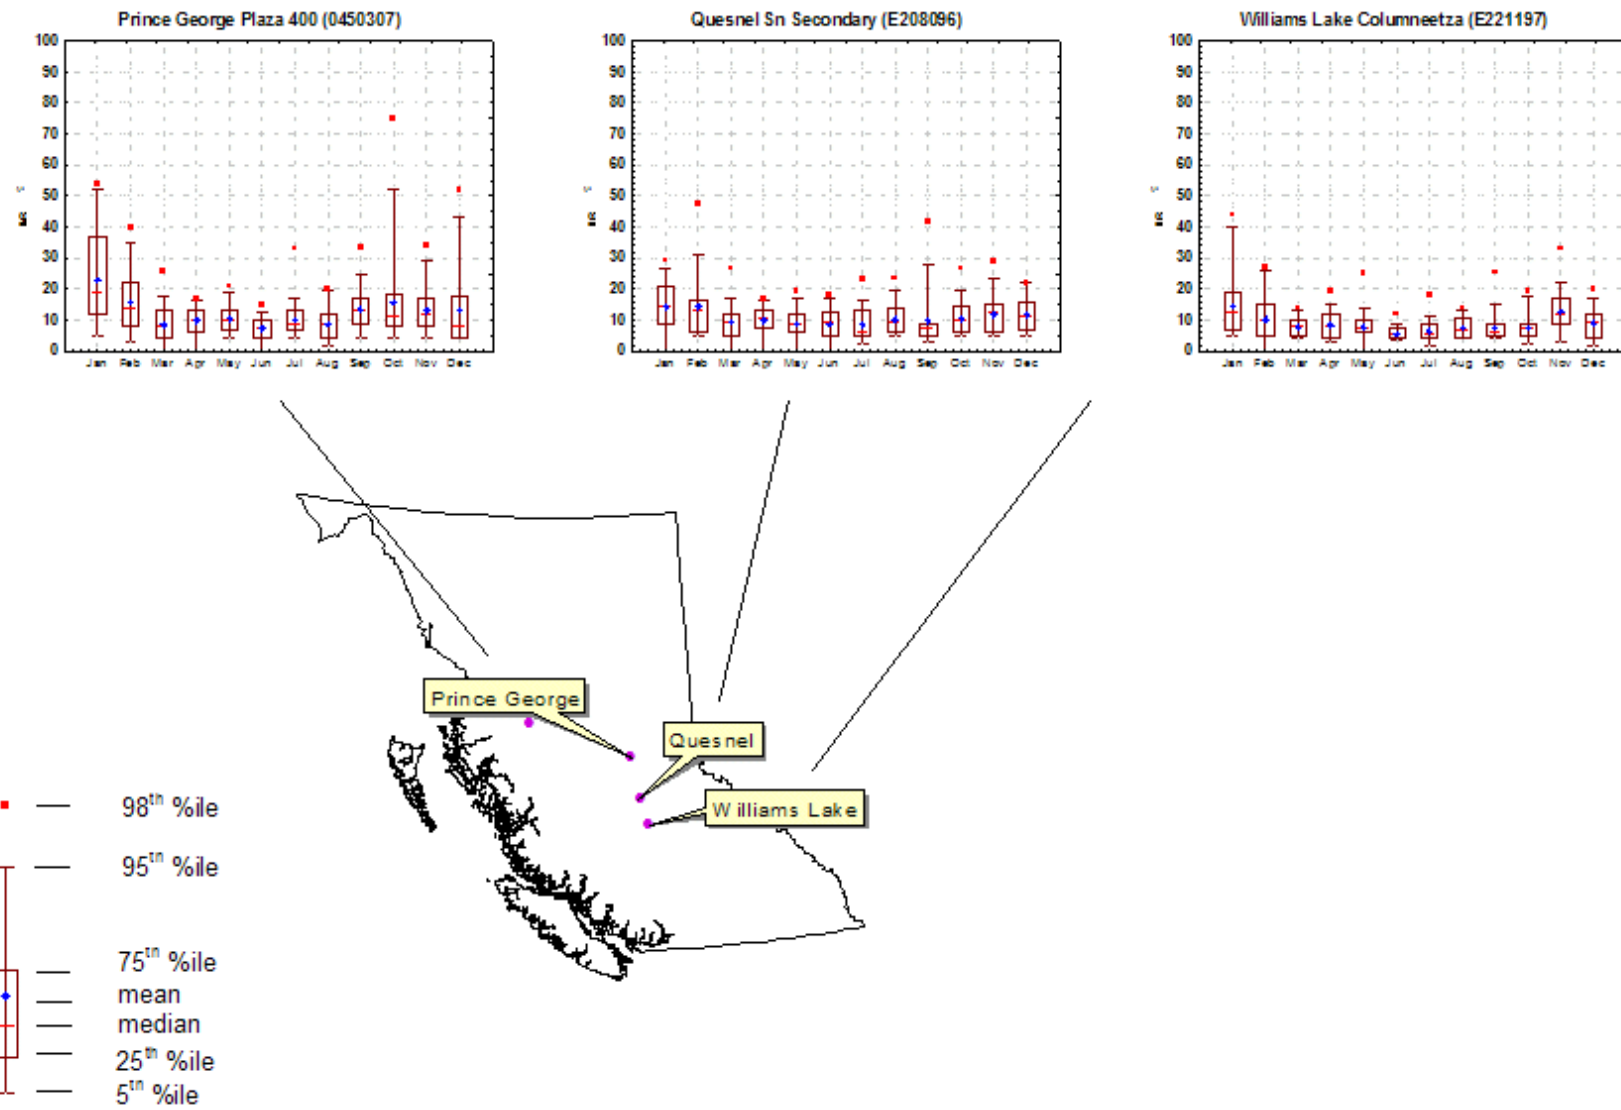 Prince George Plaza 400 (0450307)
Quesnel Sn Secondary (E208096)
Williams Lake Columneetza (E221197)
100
90
80
70
60
50
40
30
20
10
0
Jan Feb Mar Apr May Jun Jul Aug Sep Oct Nov Dec
100
90
80
70
60
50
40
30
20
10
0
Jan Feb Mar Apr May Jun Jul Aug Sep Oct Nov Dec
100
90
80
70
60
50
40
30
20
10
0
Jan Feb Mar Apr May Jun Jul Aug Sep Oct Nov Dec
Prince George
Quesnel
Williams Lake
98th %ile
95th %ile
75th %ile
mean
median
25th %ile
5th %ile